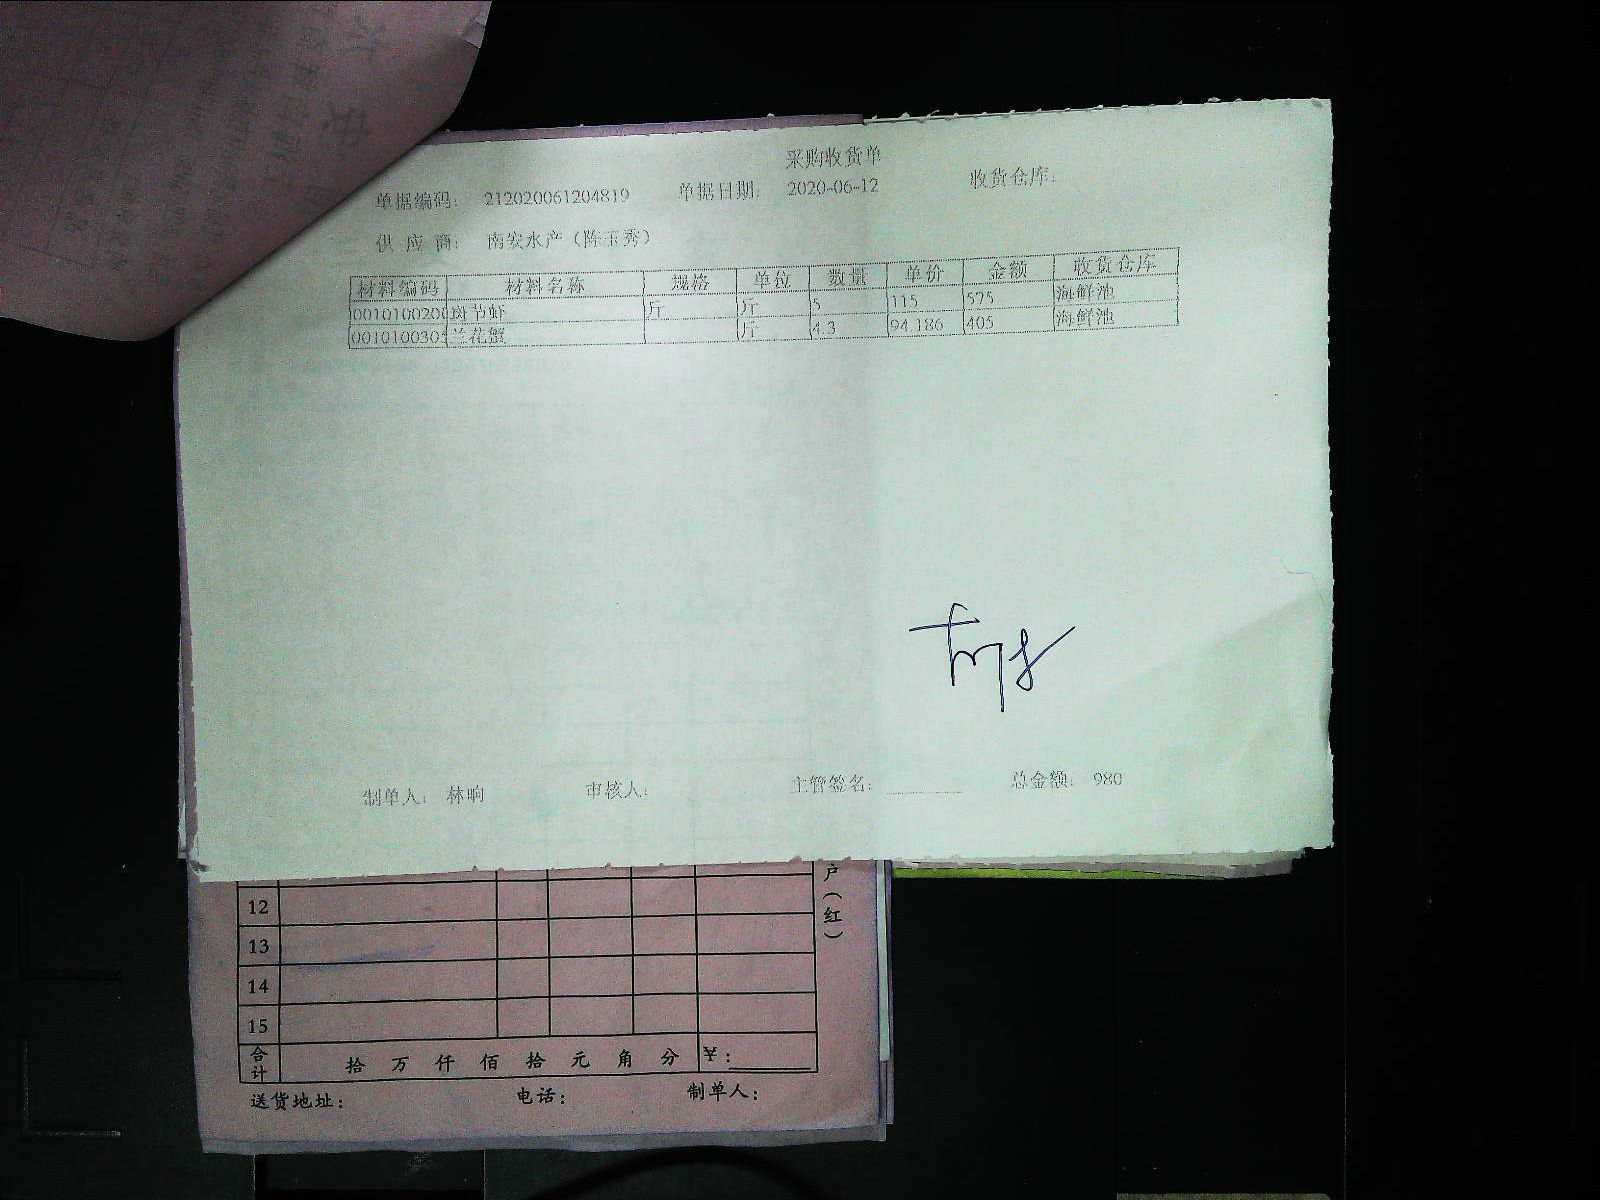 采购收货单
单据编码： 212020061204819 单据日期： 2020-06-12 收货仓库：
供 应 商： 南安水产（陈玉秀）
材料编码 材料名称 规格 单位 数量 单价 金额 收货仓库
0010100200 斑节虾 斤 斤 5 115 575 海鲜池
0010100305 兰花蟹 斤 4.3 94.186 405 海鲜池
制单人： 林响 审核人： 主管签名： 总金额： 980
户（红）
12
13
14
15
合计 拾 万 仟 佰 拾 元 角 分 ¥：
送货地址： 电话： 制单人：